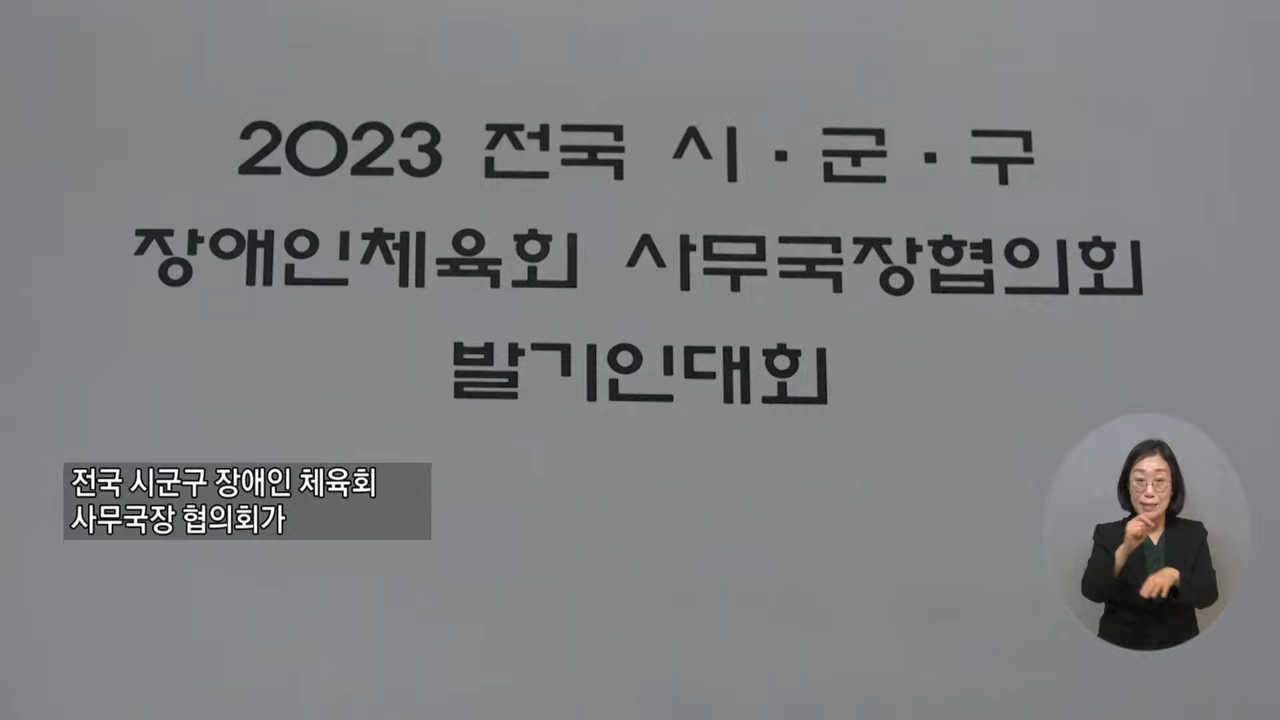 2023 전국 시·군·구
장애인체육회 사무국장협의회
발기인대회
전국 시군구 장애인 체육회
사무국장 협의회가